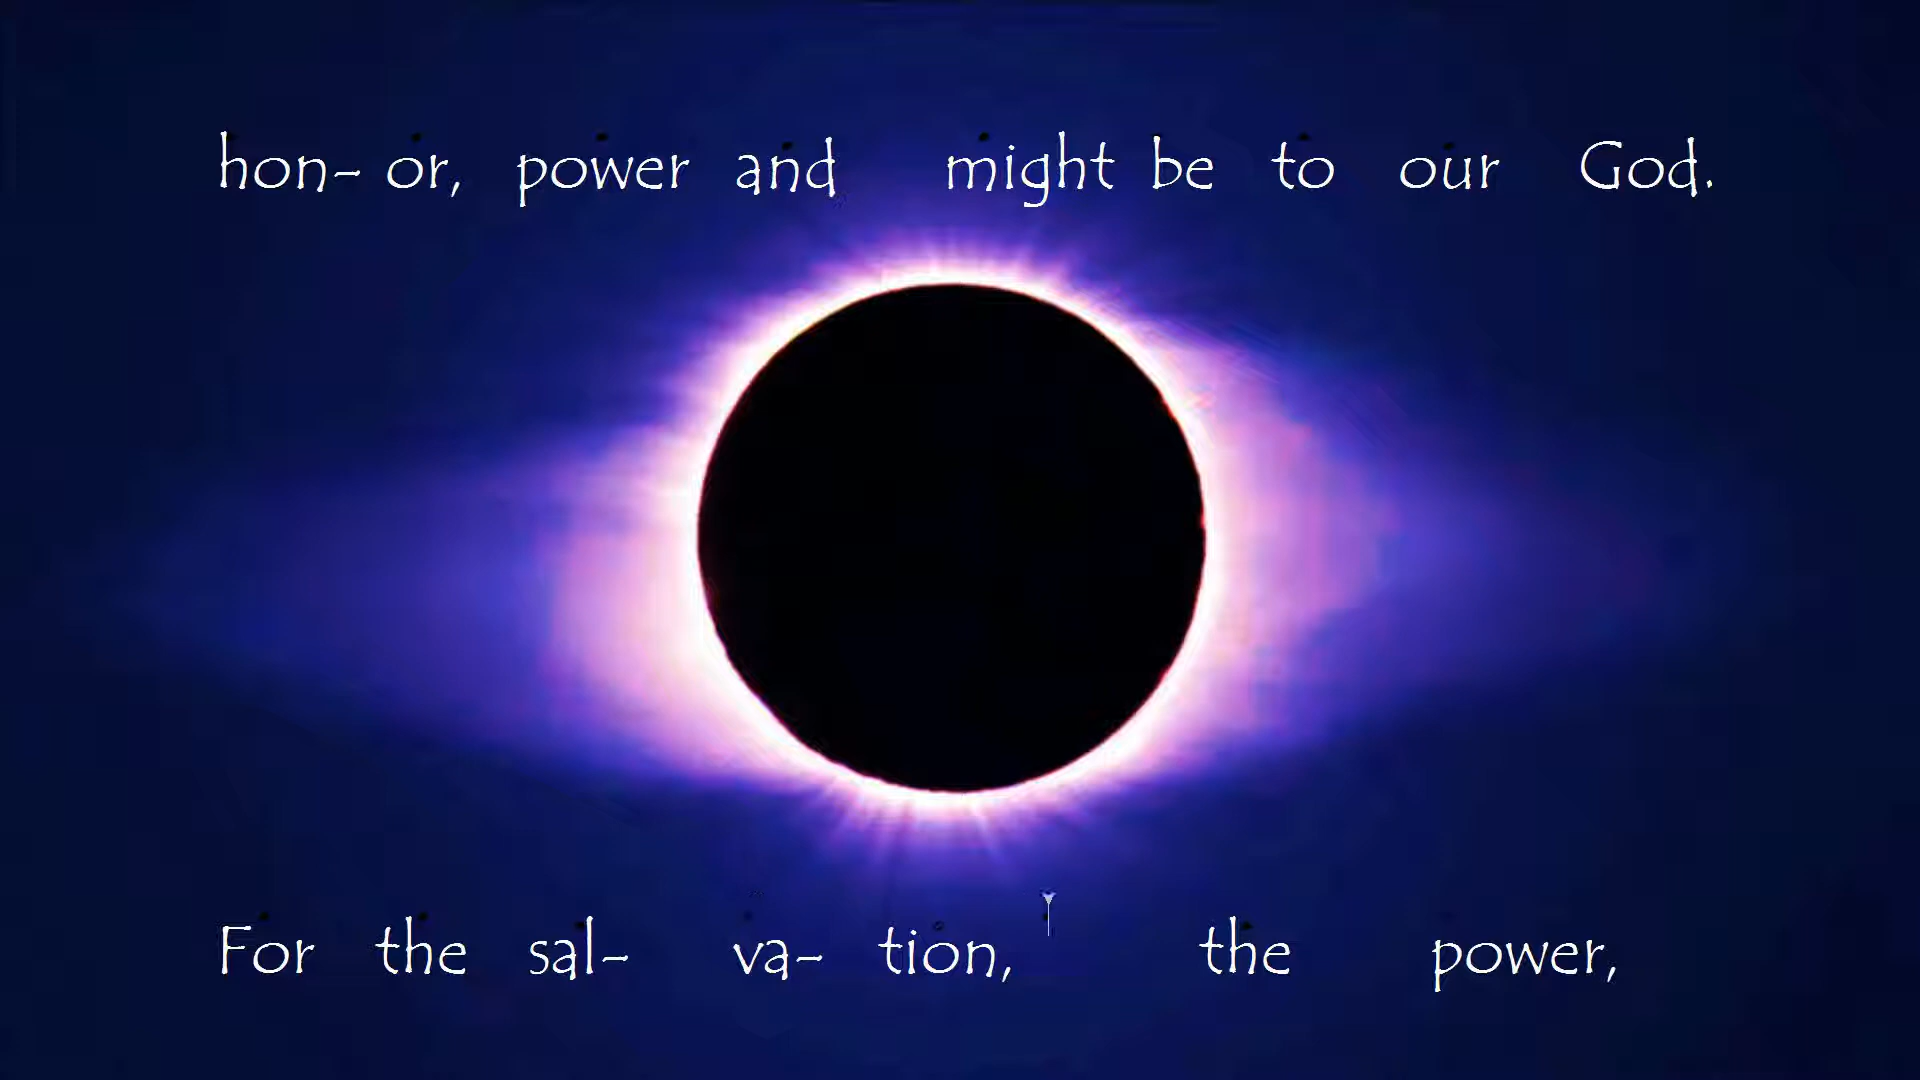 hon- or, power and might be to our God.
For the sal- va- tion, the power,